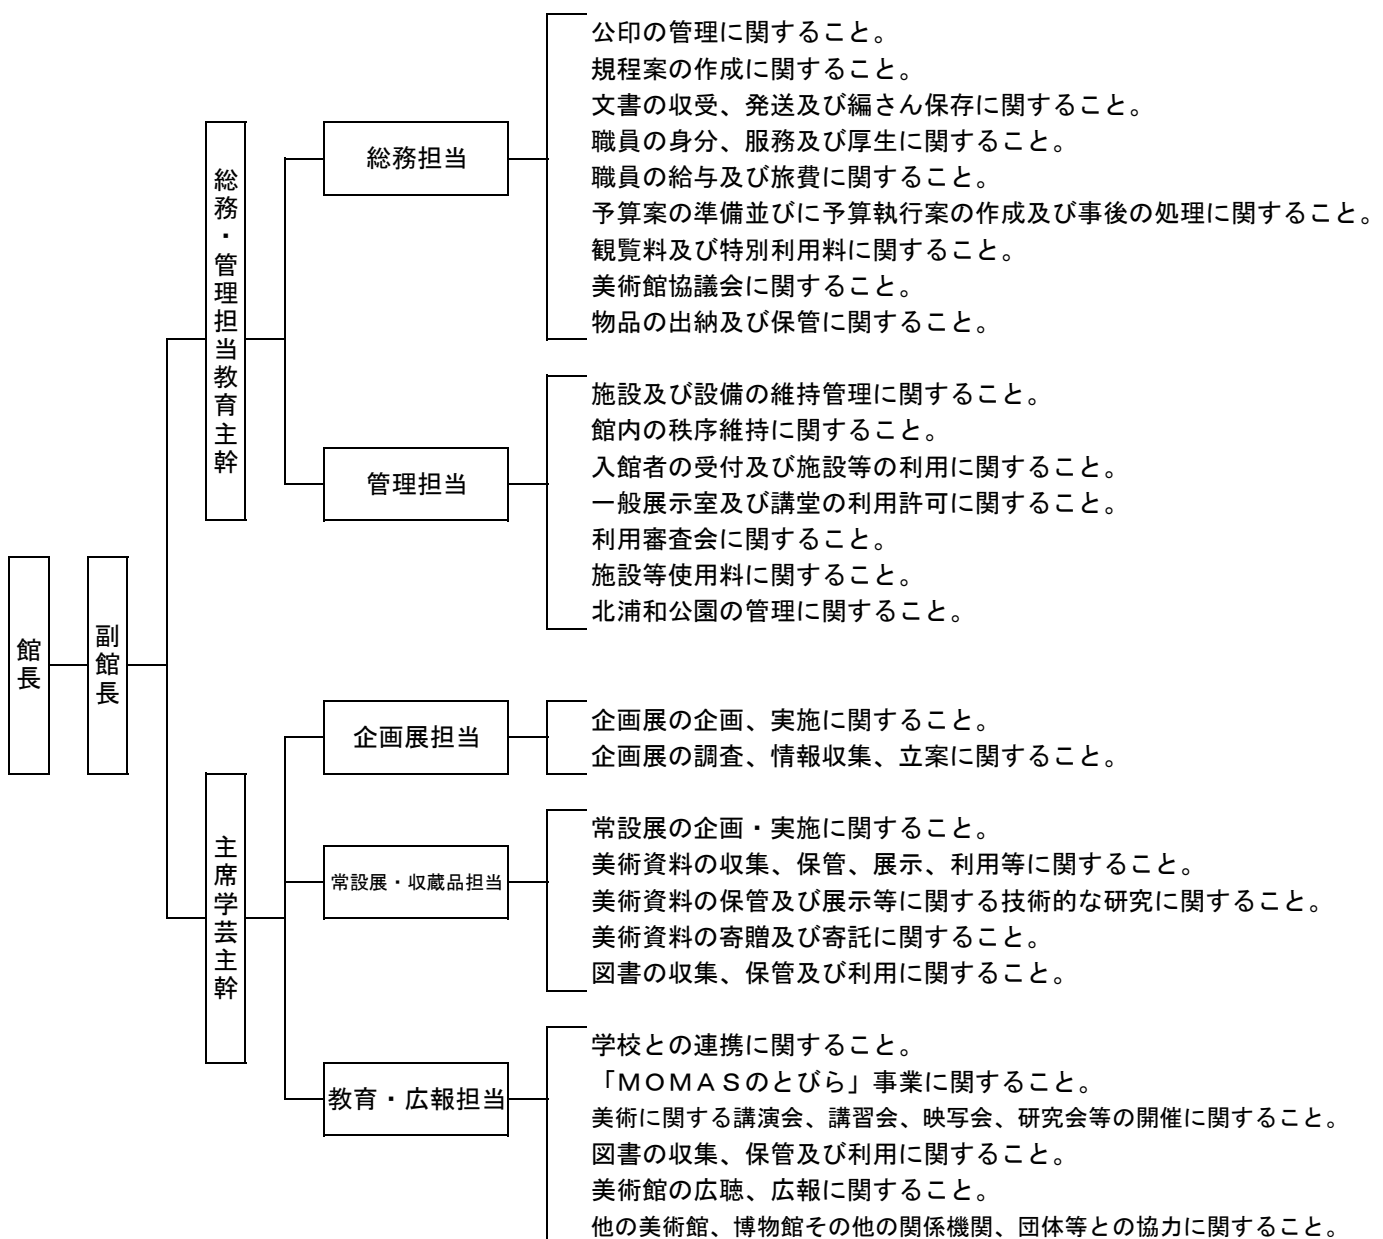 館長
副館長
総務・管理担当教育主幹
総務担当
公印の管理に関すること。
規程案の作成に関すること。
文書の収受、発送及び編さん保存に関すること。
職員の身分、服務及び厚生に関すること。
職員の給与及び旅費に関すること。
予算案の準備並びに予算執行案の作成及び事後の処理に関すること。
観覧料及び特別利用料に関すること。
美術館協議会に関すること。
物品の出納及び保管に関すること。
管理担当
施設及び設備の維持管理に関すること。
館内の秩序維持に関すること。
入館者の受付及び施設等の利用に関すること。
一般展示室及び講堂の利用許可に関すること。
利用審査会に関すること。
施設等使用料に関すること。
北浦和公園の管理に関すること。
主席学芸主幹
企画展担当
企画展の企画、実施に関すること。
企画展の調査、情報収集、立案に関すること。
常設展・収蔵品担当
常設展の企画・実施に関すること。
美術資料の収集、保管、展示、利用等に関すること。
美術資料の保管及び展示等に関する技術的な研究に関すること。
美術資料の寄贈及び寄託に関すること。
図書の収集、保管及び利用に関すること。
教育・広報担当
学校との連携に関すること。
「ＭＯＭＡＳのとびら」事業に関すること。
美術に関する講演会、講習会、映写会、研究会等の開催に関すること。
図書の収集、保管及び利用に関すること。
美術館の広聴、広報に関すること。
他の美術館、博物館その他の関係機関、団体等との協力に関すること。